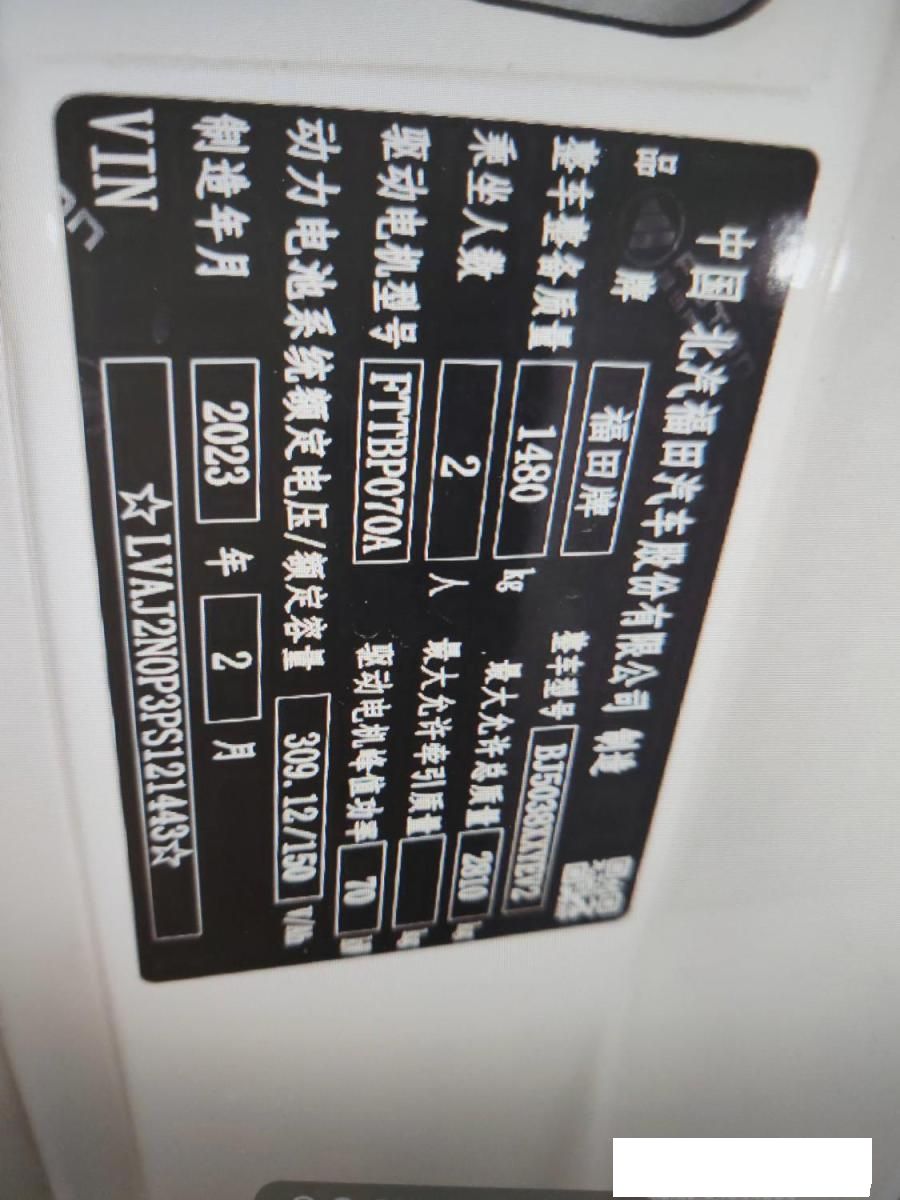 中国 北汽福田汽车股份有限公司 制造
品牌 福田牌 整车型号 BJ5038XXYEV2
整车整备质量 1480 kg 最大允许总质量 2810 kg
乘坐人数 2 人 最大允许牵引质量 kg
驱动电机型号 FTTBP070A 驱动电机峰值功率 70 kW
动力电池系统额定电压/额定容量 309.12/150 V/Ah
制造年月 2023 年 2 月
VIN ☆LVAJ2N0P3PS121443☆